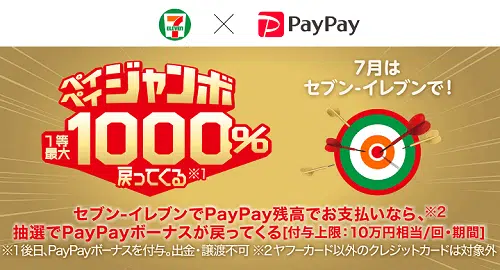 7
ELEVEN
×
P PayPay
ペイペイジャンボ
1等最大1000%
戻ってくる※1
7月は
セブン-イレブンで!
セブン-イレブンでPayPay残高でお支払いなら、※2
抽選でPayPayボーナスが戻ってくる[付与上限:10万円相当/回・期間]
※1後日、PayPayボーナスを付与。出金・譲渡不可 ※2ヤフーカード以外のクレジットカードは対象外